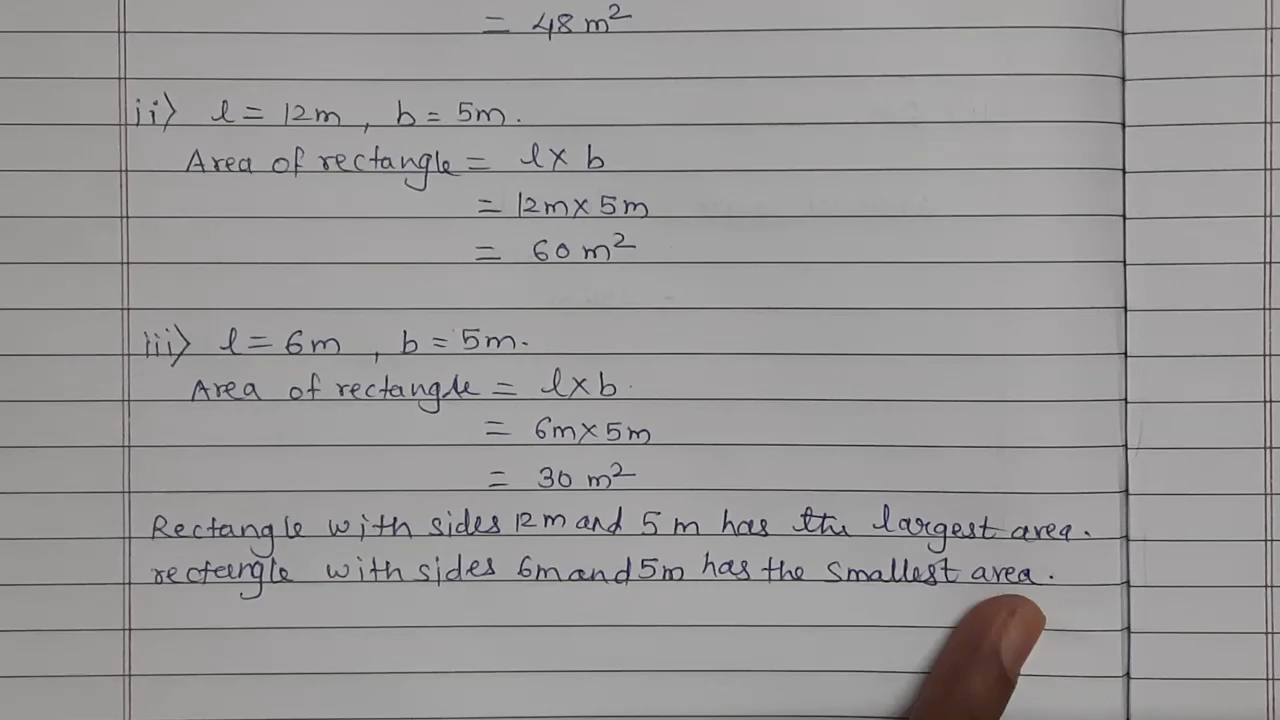 = 48 m²
ii) l = 12m , b = 5m.
Area of rectangle = l × b
= 12m × 5m
= 60 m²
iii) l = 6m , b = 5m.
Area of rectangle = l × b.
= 6m × 5m
= 30 m²
Rectangle with sides 12m and 5m has the largest area.
rectangle with sides 6m and 5m has the smallest area.